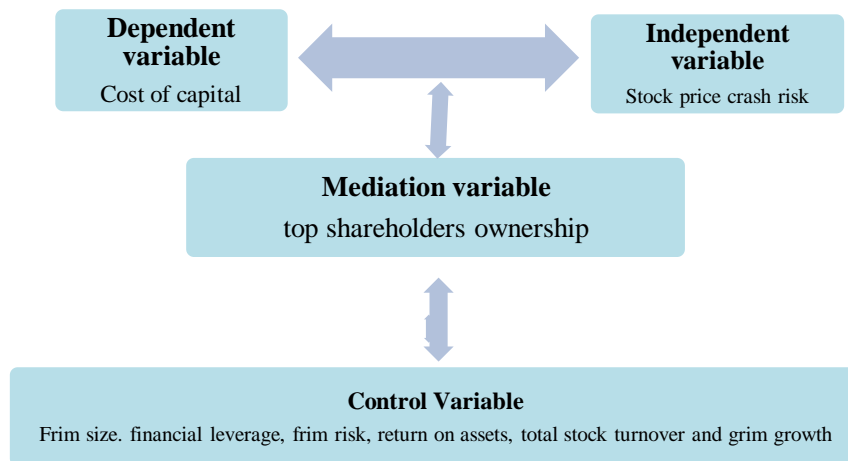 Dependent
variable
Cost of capital
Independent
variable
Stock price crash risk
Mediation variable
top shareholders ownership
Control Variable
Frim size. financial leverage, frim risk, return on assets, total stock turnover and grim growth